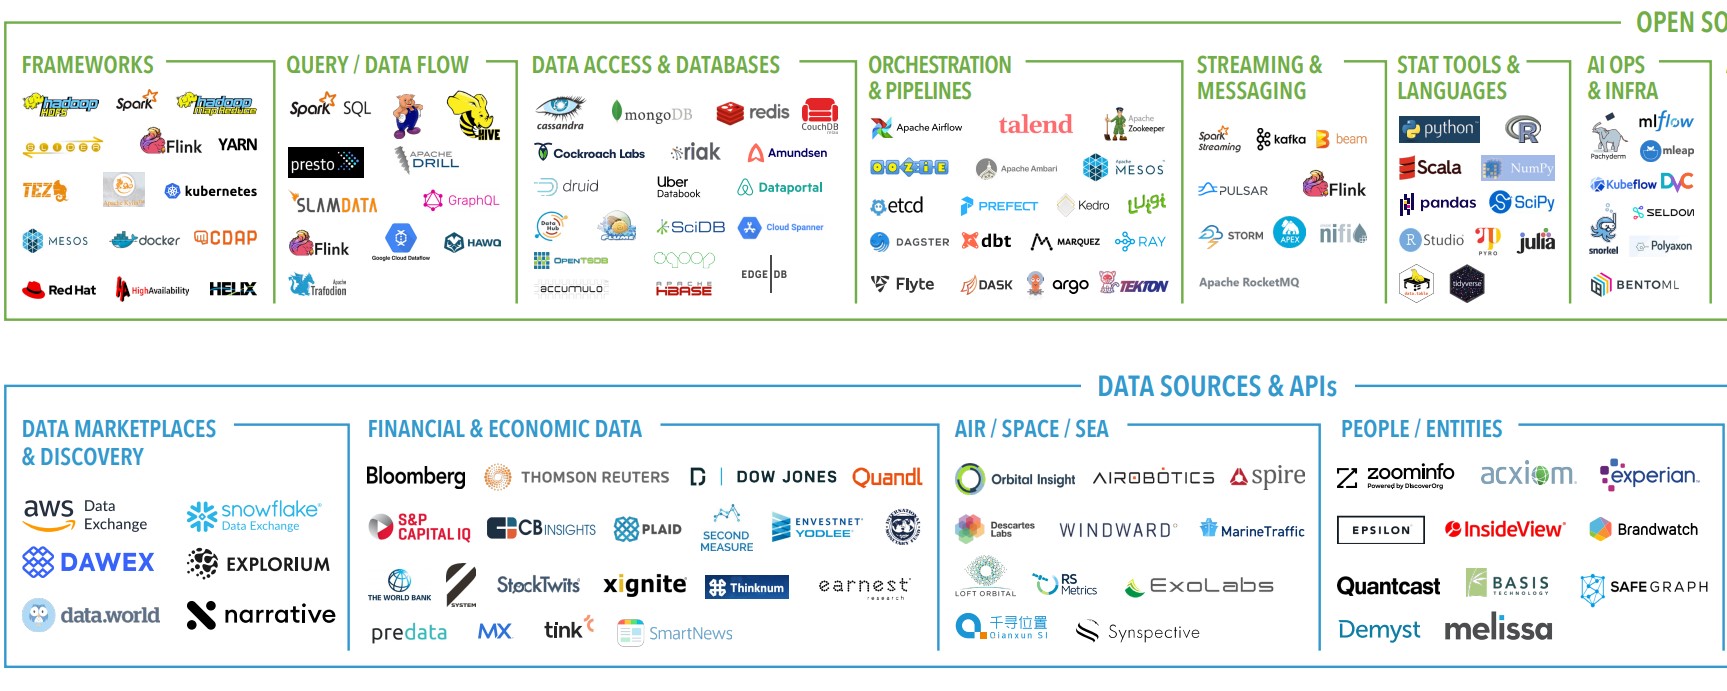 OPEN SO
FRAMEWORKS
hadoop HDFS
Spark
hadoop MapReduce
SLIDER
Flink
YARN
TEZ
Apache Kylin
kubernetes
MESOS
docker
CDAP
Red Hat
HighAvailability
HELIX
QUERY / DATA FLOW
Spark SQL
HIVE
presto
APACHE DRILL
SLAMDATA
GraphQL
Flink
Google Cloud Dataflow
HAWQ
Apache Trafodion
DATA ACCESS & DATABASES
cassandra
mongoDB
redis
CouchDB
Cockroach Labs
riak
Amundsen
druid
Uber Databook
Dataportal
Data Hub
FLUME
SciDB
Cloud Spanner
OPENTSDB
sqoop
EDGE DB
accumulo
APACHE HBASE
ORCHESTRATION
& PIPELINES
Apache Airflow
talend
Apache Zookeeper
OOZIE
Apache Ambari
Apache MESOS
etcd
PREFECT
Kedro
Luigi
DAGSTER
dbt
MARQUEZ
RAY
Flyte
DASK
argo
TEKTON
STREAMING &
MESSAGING
Spark Streaming
kafka
beam
PULSAR
Flink
STORM
APEX
nifi
Apache RocketMQ
STAT TOOLS &
LANGUAGES
python
R
Scala
NumPy
pandas
SciPy
R Studio
PYRO
julia
data.table
tidyverse
AI OPS
& INFRA
Pachyderm
mlflow
mleap
Kubeflow
DVC
snorkel
SELDON
Polyaxon
BENTOML
DATA SOURCES & APIs
DATA MARKETPLACES
& DISCOVERY
aws Data Exchange
snowflake Data Exchange
DAWEX
EXPLORIUM
data.world
narrative
FINANCIAL & ECONOMIC DATA
Bloomberg
THOMSON REUTERS
D | DOW JONES
Quandl
S&P CAPITAL IQ
CBINSIGHTS
PLAID
SECOND MEASURE
ENVESTNET YODLEE
INTERNATIONAL MONETARY FUND
THE WORLD BANK
7 SYSTEM
StockTwits
xignite
Thinknum
earnest research
predata
MX
tink
SmartNews
AIR / SPACE / SEA
Orbital Insight
AIROBOTICS
spire
Descartes Labs
WINDWARD
MarineTraffic
LOFT ORBITAL
RS Metrics
EXOLABS
千寻位置 Qianxun SI
Synspective
PEOPLE / ENTITIES
zoominfo Powered by DiscoverOrg
acxiom
experian
EPSILON
InsideView
Brandwatch
Quantcast
BASIS TECHNOLOGY
SAFEGRAPH
Demyst
melissa